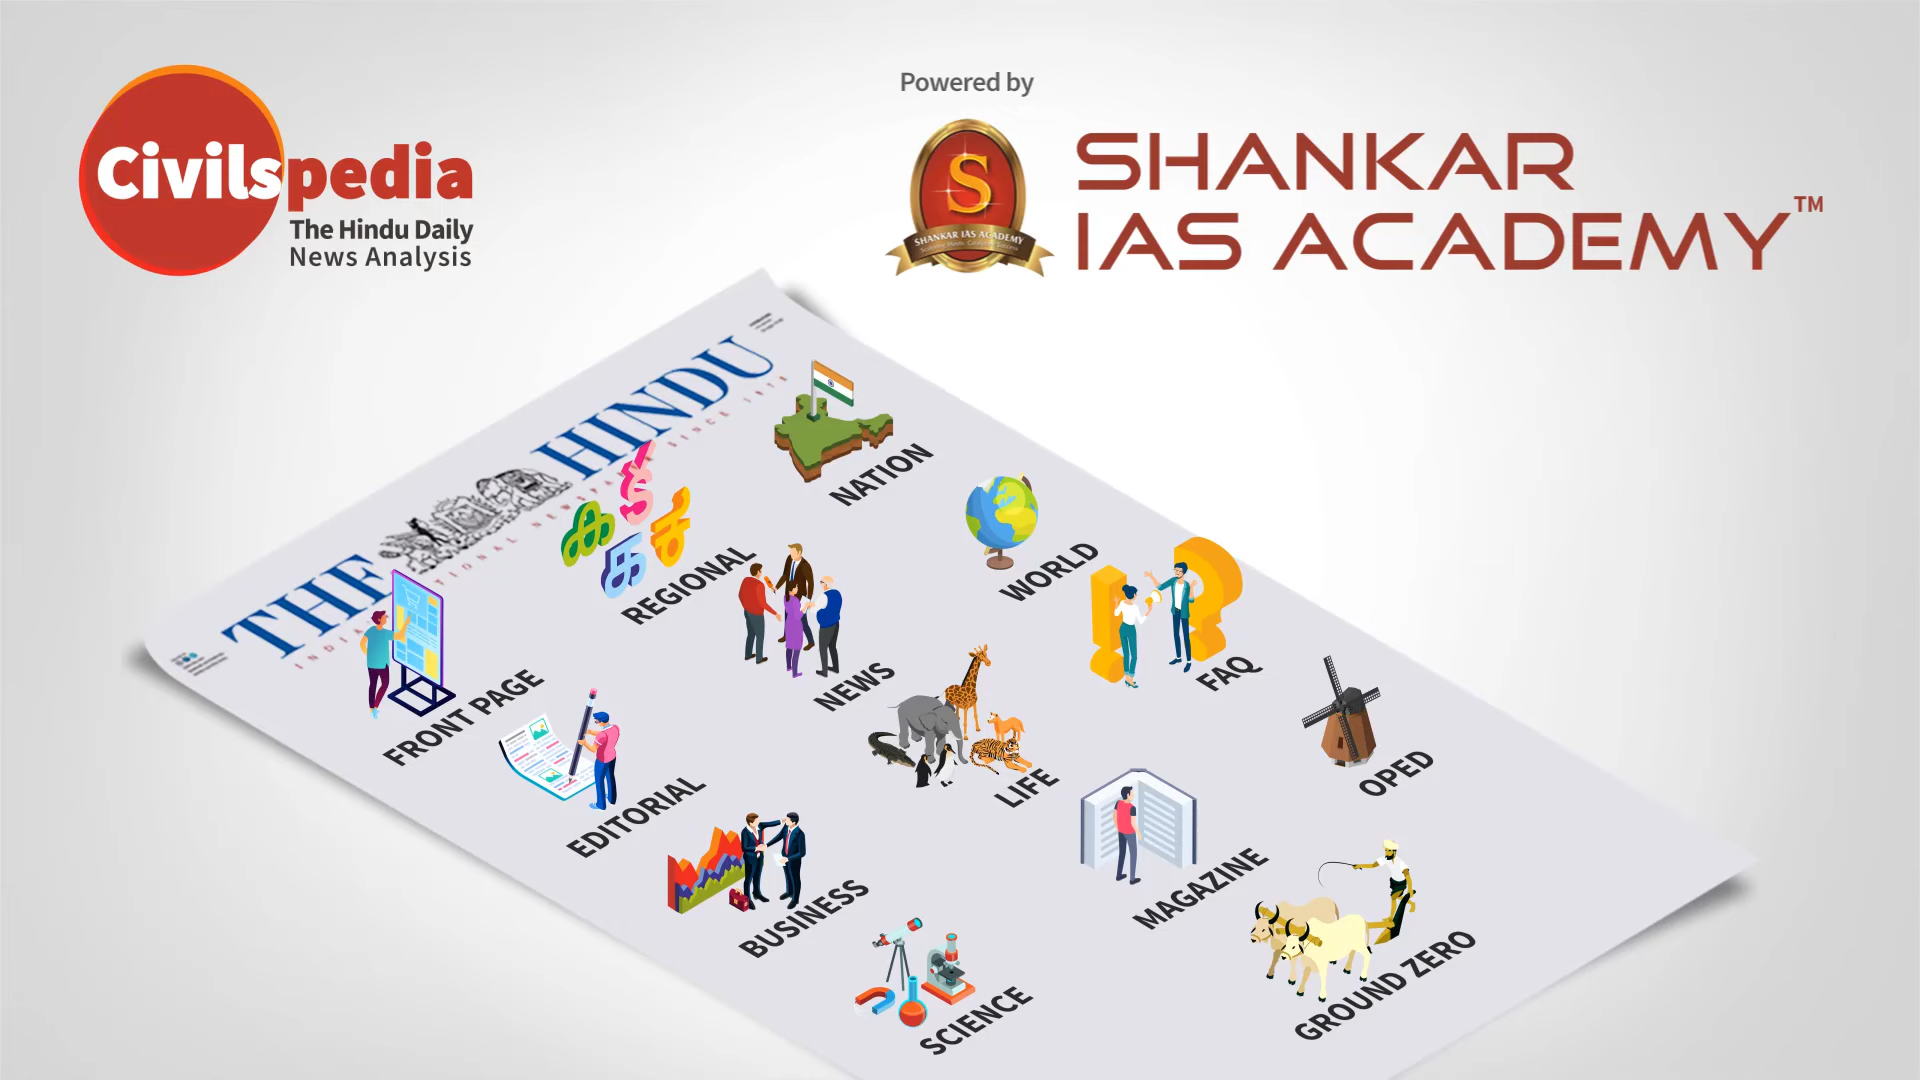 Civilspedia
The Hindu Daily
News Analysis
Powered by
S
SHANKAR IAS ACADEMY
SHANKAR
IAS ACADEMY™
THE HINDU
SINCE
NATION
க
REGIONAL
WORLD
FRONT PAGE
NEWS
FAQ
EDITORIAL
LIFE
OPED
BUSINESS
MAGAZINE
SCIENCE
GROUND ZERO